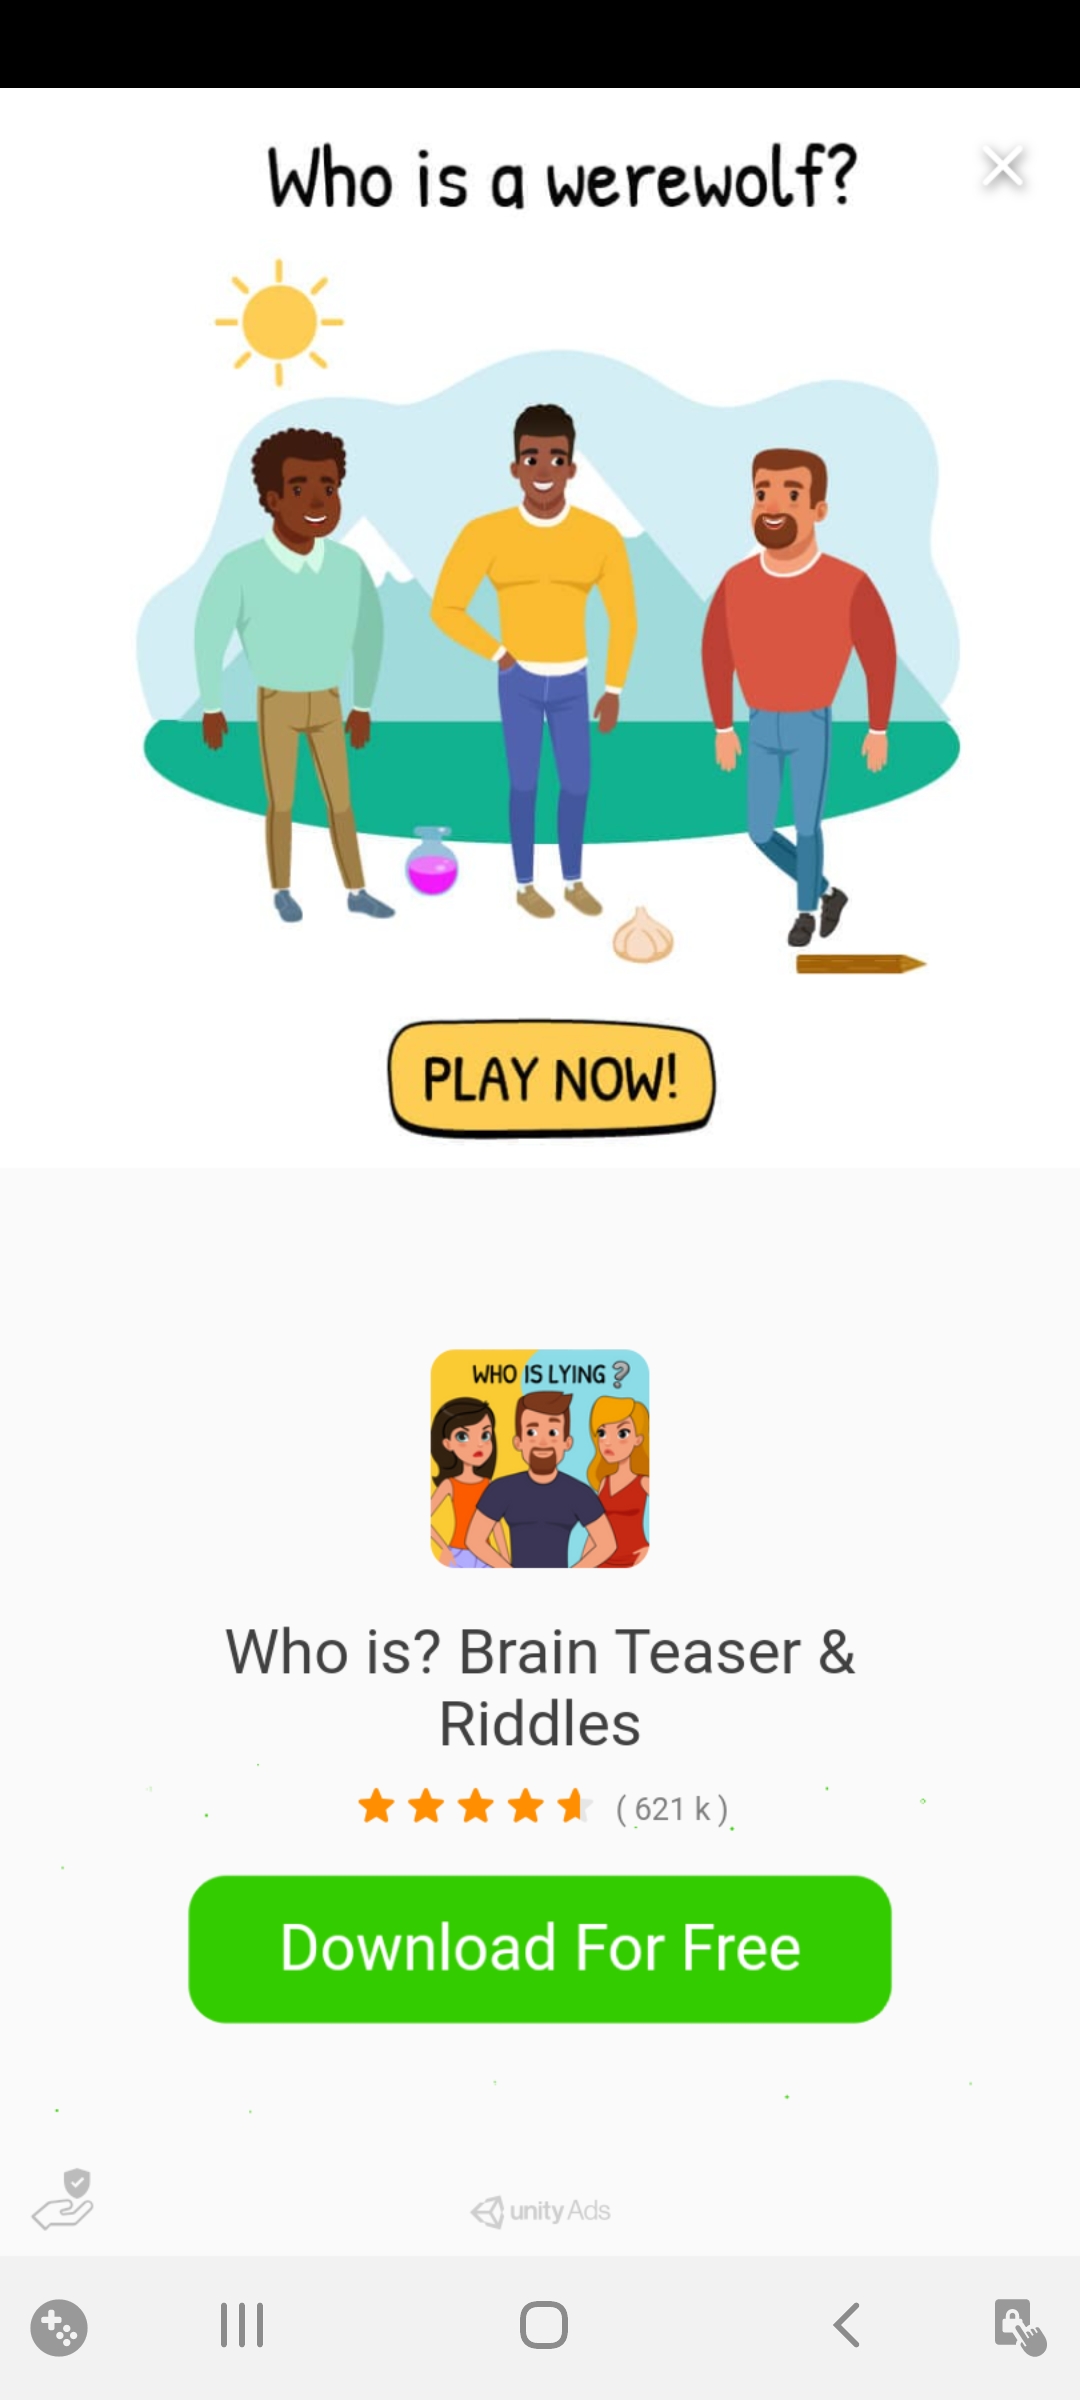 Who is a werewolf?
PLAY NOW!
WHO IS LYING ?
Who is? Brain Teaser &
Riddles
( 621 k )
Download For Free
unity Ads